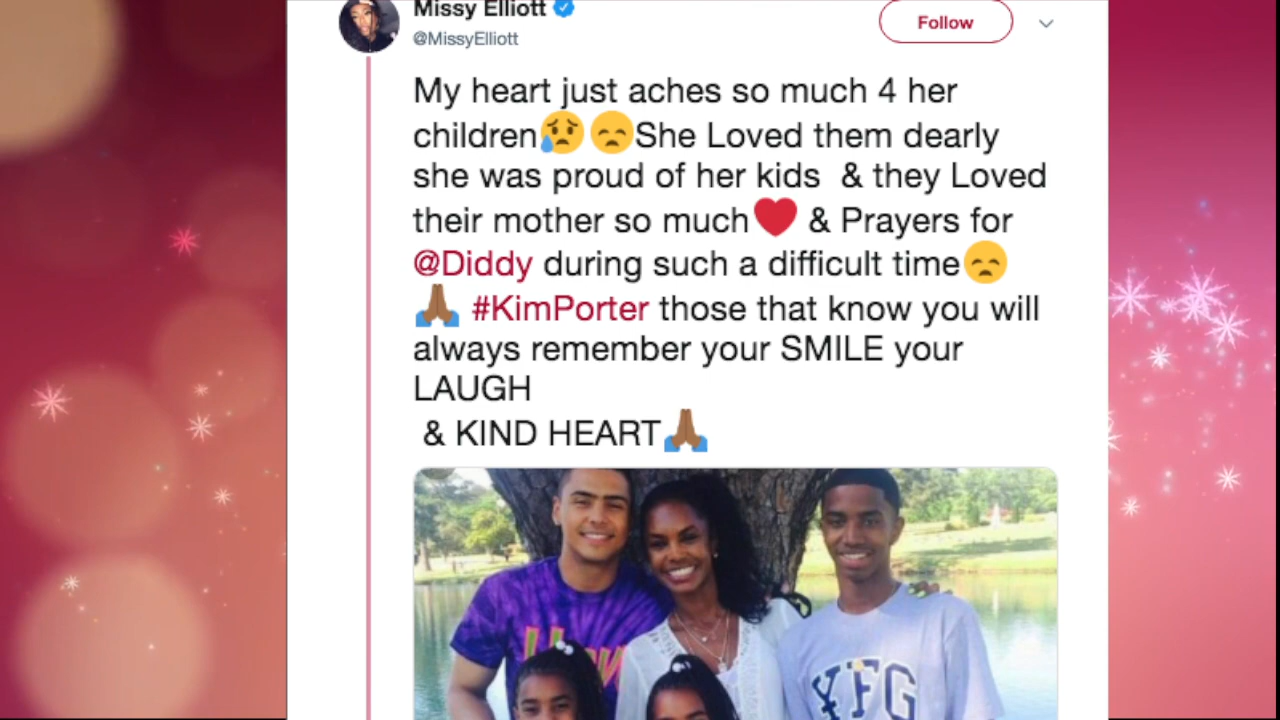 Missy Elliott
@MissyElliott
Follow
My heart just aches so much 4 her
children😥😞She Loved them dearly
she was proud of her kids & they Loved
their mother so much❤️ & Prayers for
@Diddy during such a difficult time😞
🙏🏾 #KimPorter those that know you will
always remember your SMILE your
LAUGH
& KIND HEART🙏🏾